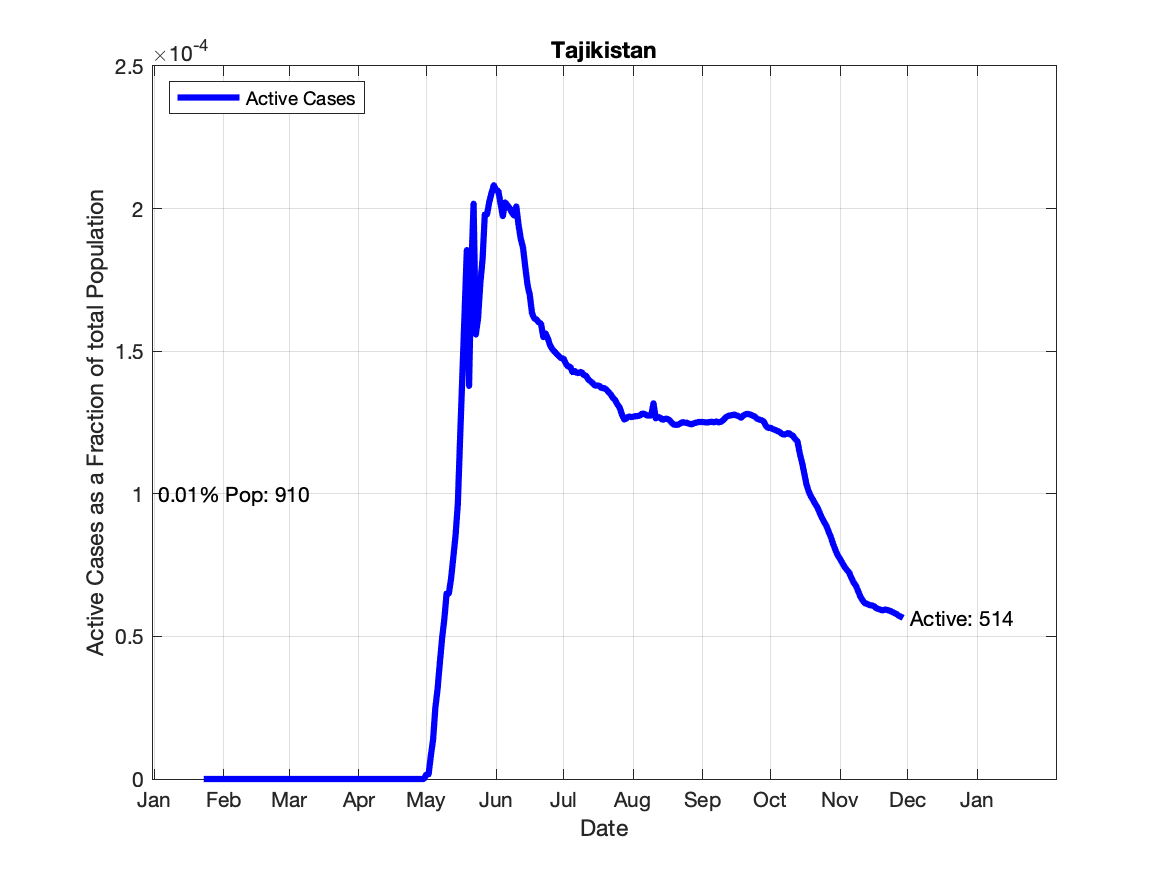 Tajikistan
×10-4
2.5
2
1.5
1
0.5
0
Active Cases
0.01% Pop: 910
Active: 514
Active Cases as a Fraction of total Population
Jan Feb Mar Apr May Jun Jul Aug Sep Oct Nov Dec Jan
Date